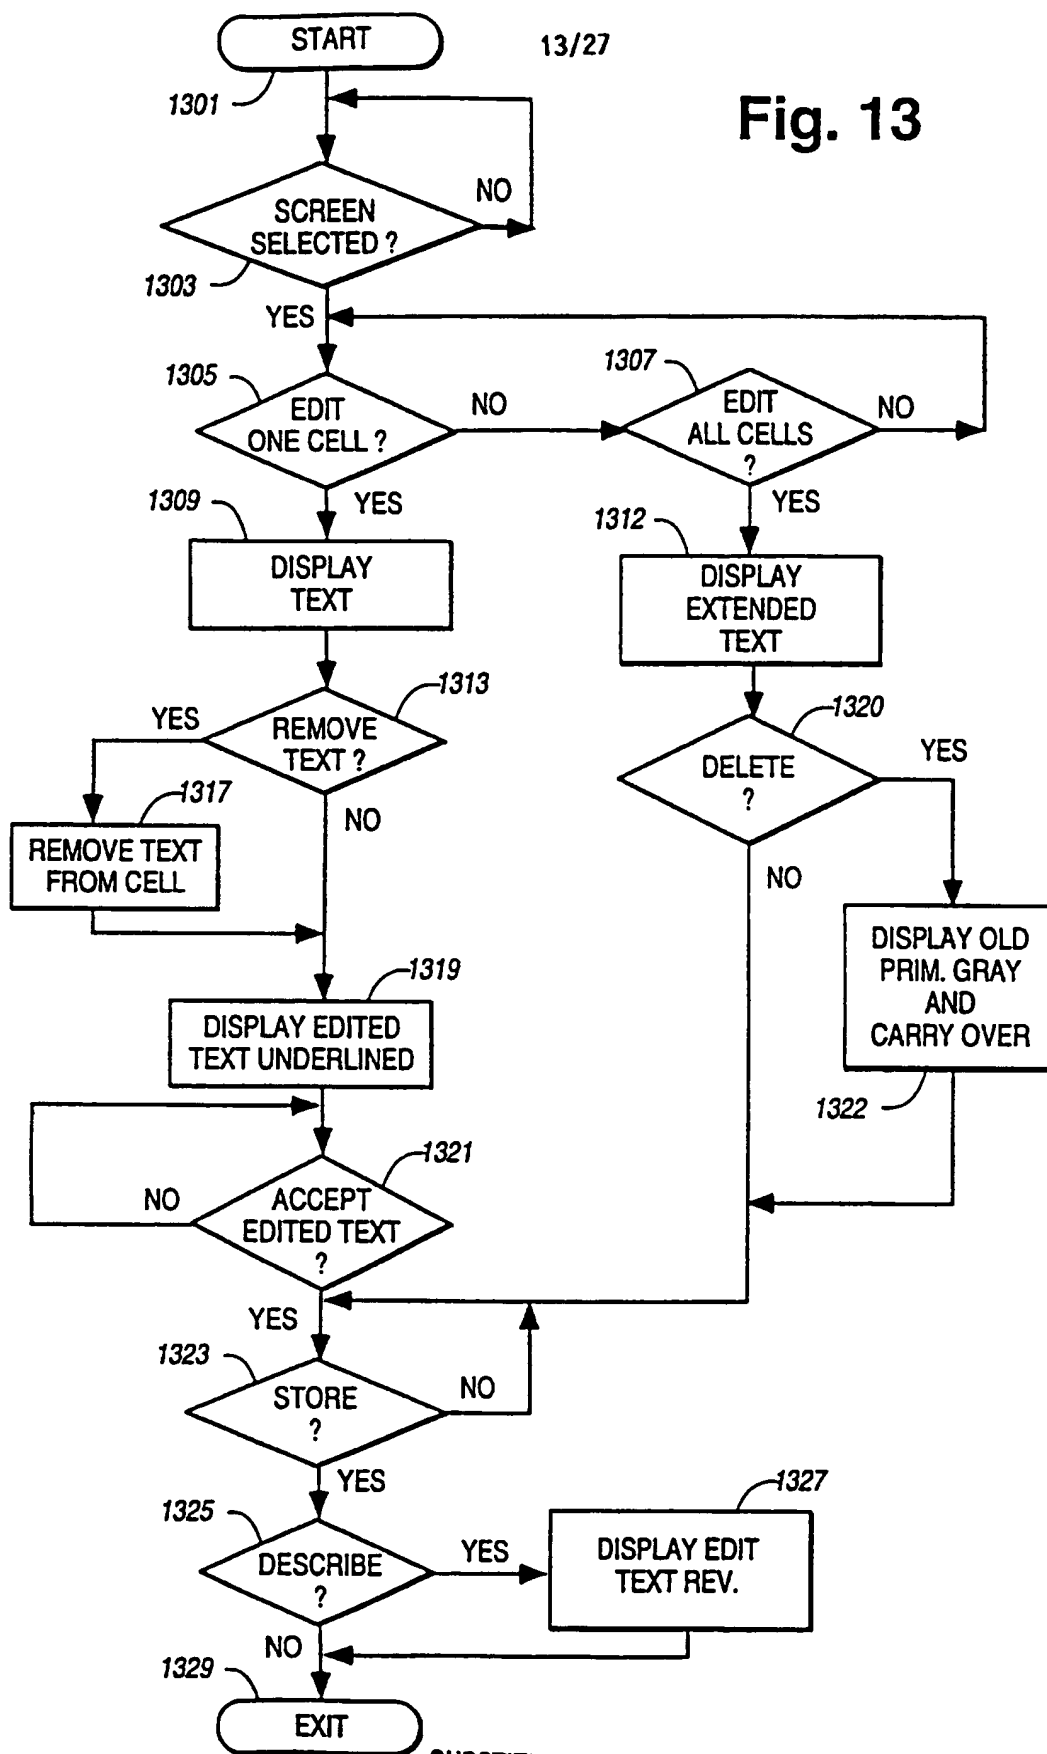 START
13/27
1301
Fig. 13
NO
SCREEN
SELECTED ?
1303
YES
1305
EDIT
ONE CELL ?
NO
1307
EDIT
ALL CELLS
?
NO
YES
1309
DISPLAY
TEXT
YES
1312
DISPLAY
EXTENDED
TEXT
1313
YES
REMOVE
TEXT ?
NO
1317
REMOVE TEXT
FROM CELL
1320
DELETE
?
YES
NO
DISPLAY OLD
PRIM. GRAY
AND
CARRY OVER
1322
1319
DISPLAY EDITED
TEXT UNDERLINED
1321
NO
ACCEPT
EDITED TEXT
?
YES
1323
STORE
?
NO
YES
1325
DESCRIBE
?
YES
1327
DISPLAY EDIT
TEXT REV.
NO
1329
EXIT